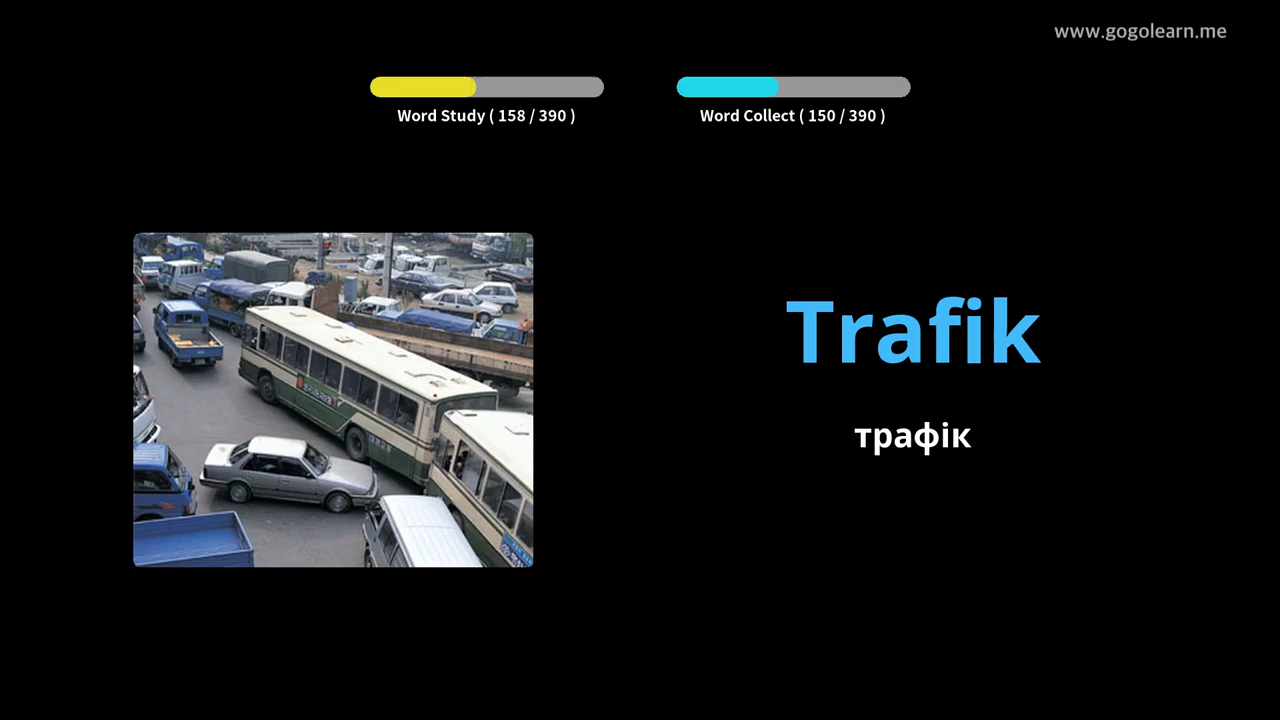 www.gogolearn.me
Word Study ( 158 / 390 )
Word Collect ( 150 / 390 )
Trafik
трафік